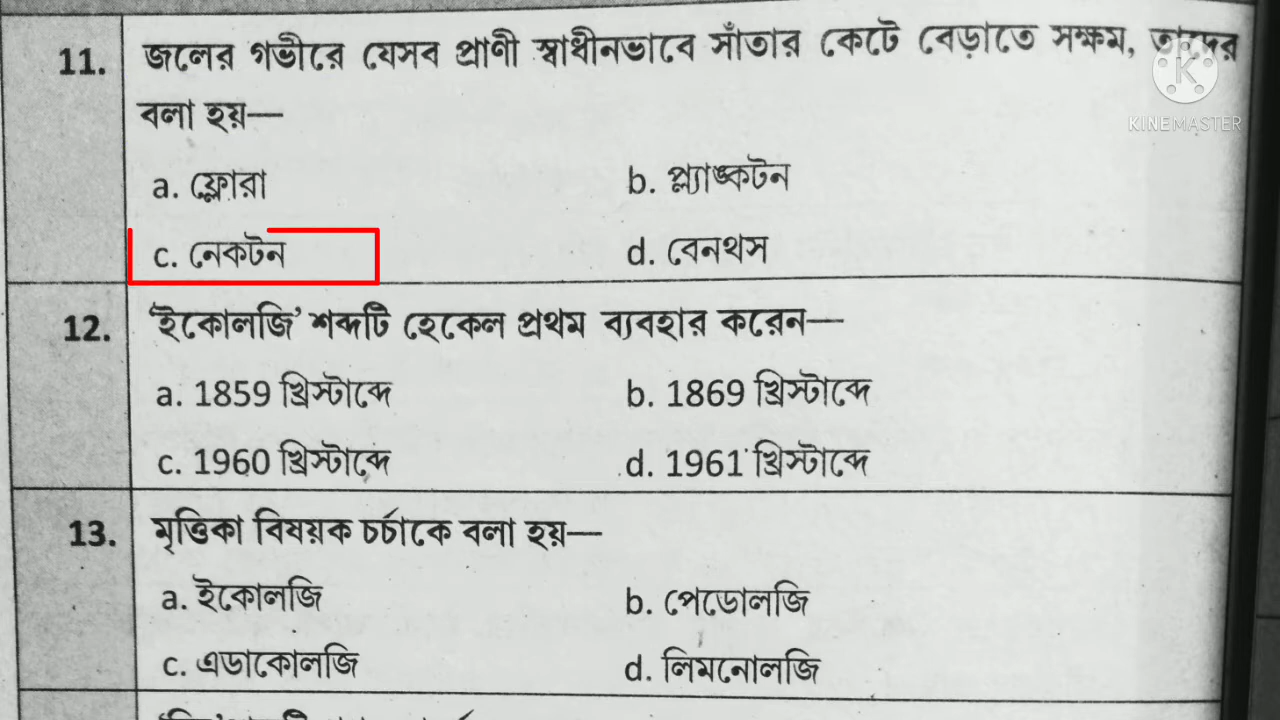 11. জলের গভীরে যেসব প্রাণী স্বাধীনভাবে সাঁতার কেটে বেড়াতে সক্ষম, তাদের
বলা হয়—
a. ফ্লোরা b. প্ল্যাঙ্কটন
c. নেকটন d. বেনথস
12. 'ইকোলজি' শব্দটি হেকেল প্রথম ব্যবহার করেন—
a. 1859 খ্রিস্টাব্দে b. 1869 খ্রিস্টাব্দে
c. 1960 খ্রিস্টাব্দে d. 1961 খ্রিস্টাব্দে
13. মৃত্তিকা বিষয়ক চর্চাকে বলা হয়—
a. ইকোলজি b. পেডোলজি
c. এডাকোলজি d. লিমনোলজি
KINEMASTER